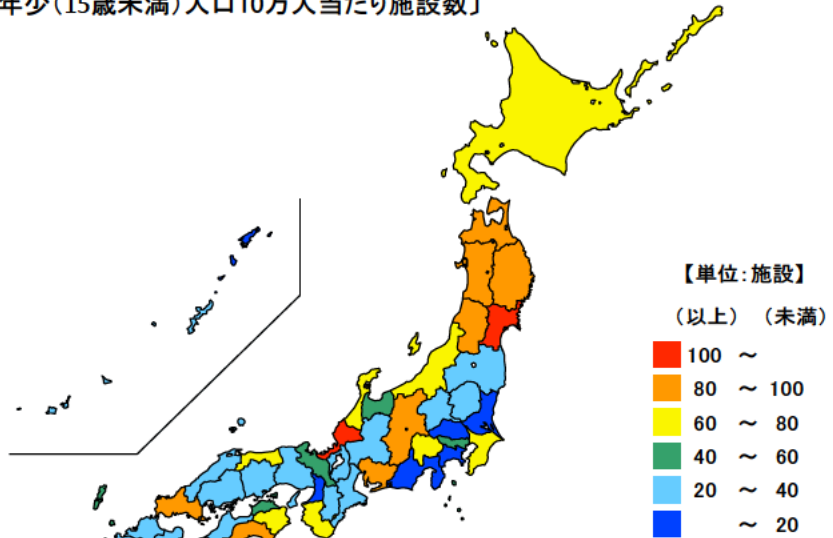 年少(15歳未満)人口10万人当たり施設数〕
【単位:施設】
(以上) (未満)
100 ~
80 ~ 100
60 ~ 80
40 ~ 60
20 ~ 40
~ 20